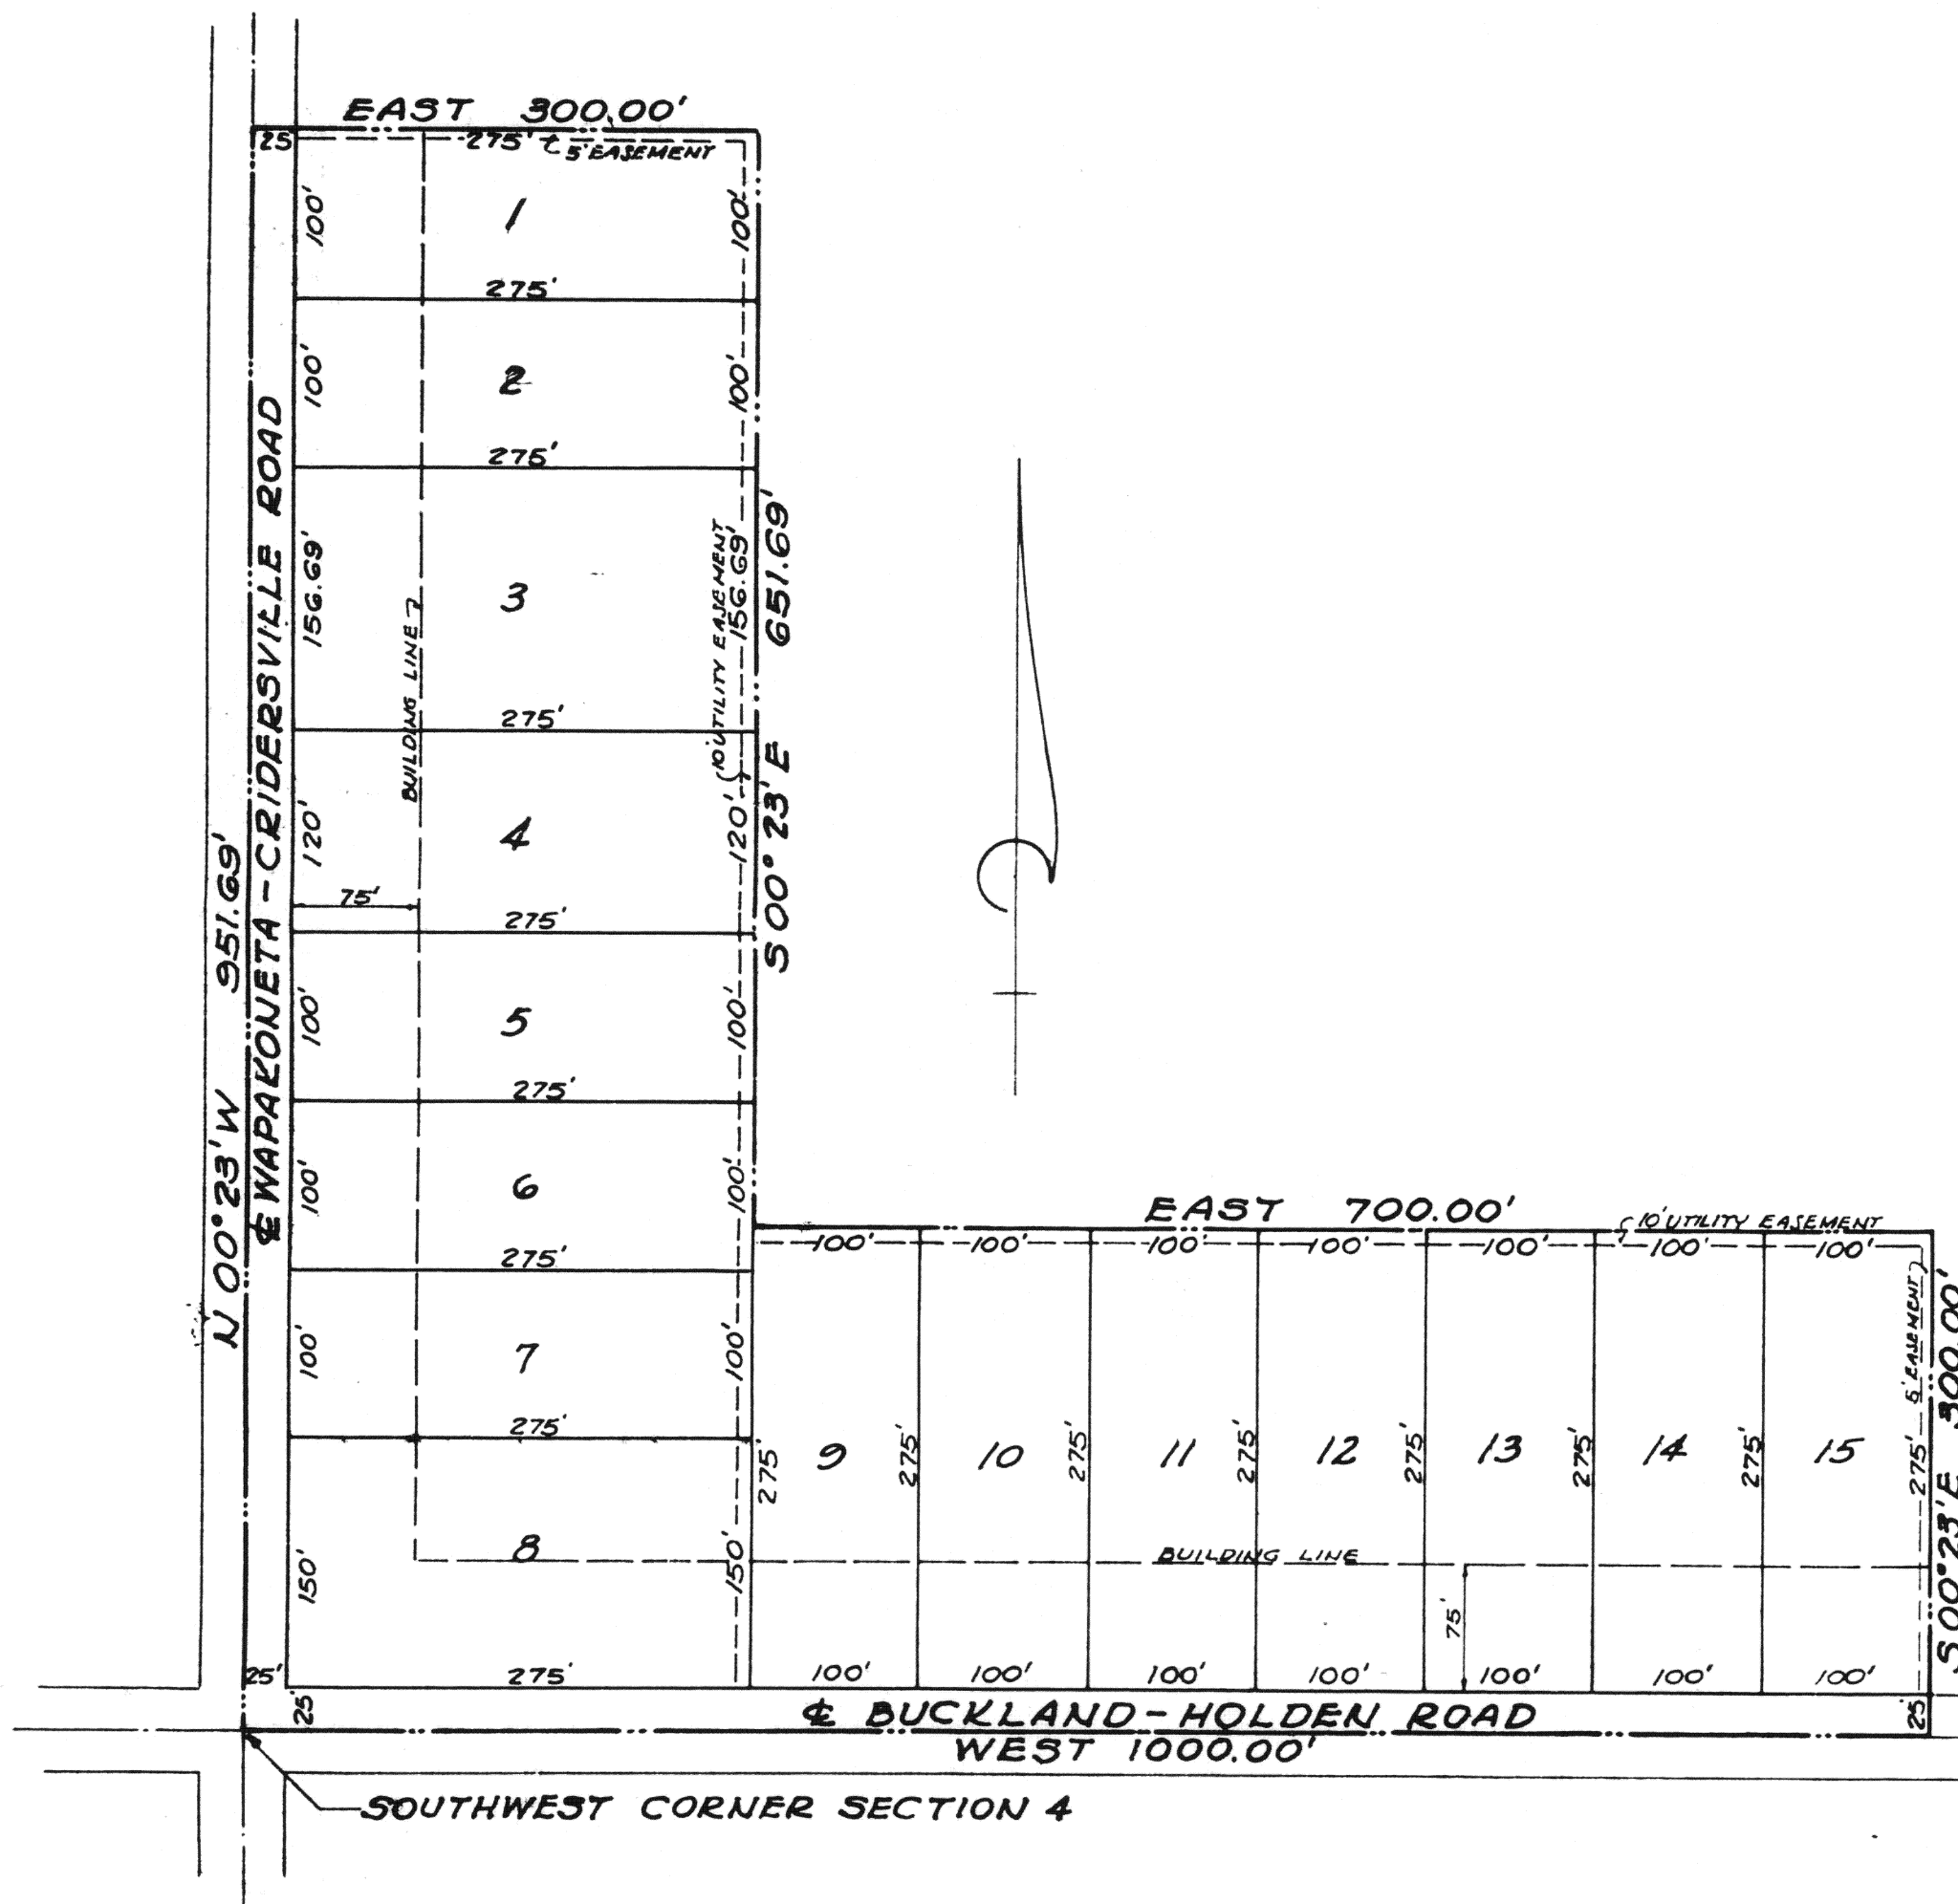 EAST 300.00'
25
275'
5' EASEMENT
100'
1
100'
275'
100'
2
100'
275'
156.69'
3
10' UTILITY EASEMENT
156.69'
S 00° 23' E 651.69'
BUILDING LINE
275'
120'
4
120'
75'
275'
N 00° 23' W 951.69'
℄ WAPAKONETA - CRIDERSVILLE ROAD
100'
5
100'
275'
100'
6
100'
275'
EAST 700.00'
10' UTILITY EASEMENT
100' 100' 100' 100' 100' 100' 100'
100'
7
100'
275'
5' EASEMENT
S 00° 23' E 300.00'
275' 9 275' 10 275' 11 275' 12 275' 13 275' 14 275' 15 275'
150'
8
150'
BUILDING LINE
75'
25'
275'
100' 100' 100' 100' 100' 100' 100'
25'
℄ BUCKLAND - HOLDEN ROAD
25'
WEST 1000.00'
SOUTHWEST CORNER SECTION 4